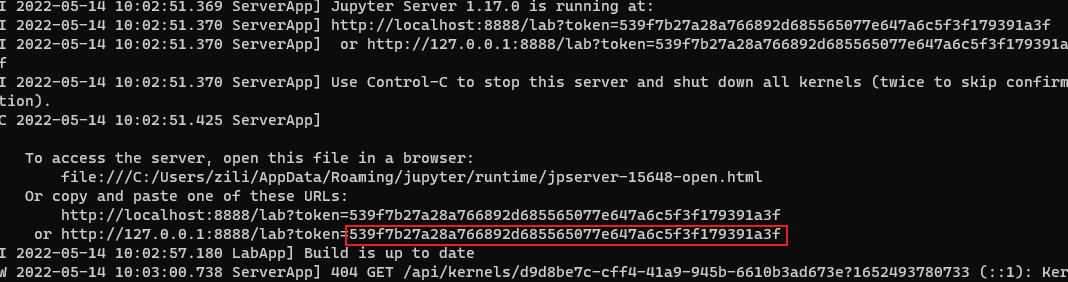 I 2022-05-14 10:02:51.369 ServerApp] Jupyter Server 1.17.0 is running at:
I 2022-05-14 10:02:51.370 ServerApp] http://localhost:8888/lab?token=539f7b27a28a766892d685565077e647a6c5f3f179391a3f
I 2022-05-14 10:02:51.370 ServerApp]  or http://127.0.0.1:8888/lab?token=539f7b27a28a766892d685565077e647a6c5f3f179391a
f
I 2022-05-14 10:02:51.370 ServerApp] Use Control-C to stop this server and shut down all kernels (twice to skip confirm
tion).
C 2022-05-14 10:02:51.425 ServerApp]
To access the server, open this file in a browser:
file:///C:/Users/zili/AppData/Roaming/jupyter/runtime/jpserver-15648-open.html
Or copy and paste one of these URLs:
http://localhost:8888/lab?token=539f7b27a28a766892d685565077e647a6c5f3f179391a3f
or http://127.0.0.1:8888/lab?token=539f7b27a28a766892d685565077e647a6c5f3f179391a3f
I 2022-05-14 10:02:57.180 LabApp] Build is up to date
W 2022-05-14 10:03:00.738 ServerApp] 404 GET /api/kernels/d9d8be7c-cff4-41a9-945b-6610b3ad673e?1652493780733 (::1): Ker